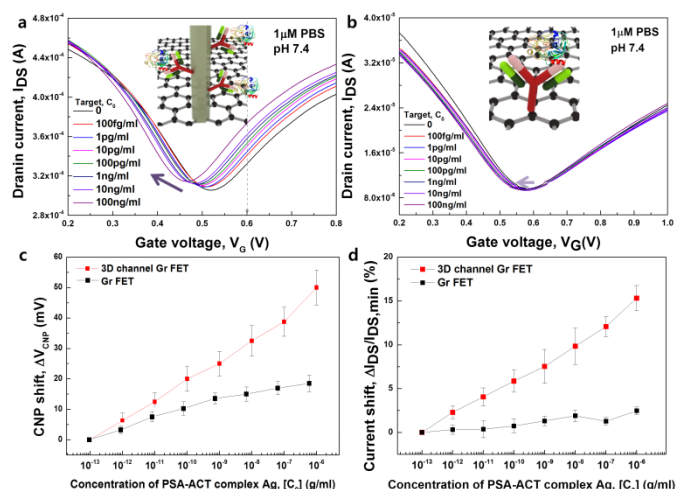 a
1μM PBS
pH 7.4
Dranin current, I_DS (A)
4.8x10⁻⁴
4.4x10⁻⁴
4.0x10⁻⁴
3.6x10⁻⁴
3.2x10⁻⁴
2.8x10⁻⁴
Target, C₀
0
100fg/ml
1pg/ml
10pg/ml
100pg/ml
1ng/ml
10ng/ml
100ng/ml
0.2 0.3 0.4 0.5 0.6 0.7 0.8
Gate voltage, V_G (V)
b
1μM PBS
pH 7.4
Drain current, I_DS (A)
4.0x10⁻⁵
3.2x10⁻⁵
2.4x10⁻⁵
1.6x10⁻⁵
8.0x10⁻⁶
Target, C₀
0
100fg/ml
1pg/ml
10pg/ml
100pg/ml
1ng/ml
10ng/ml
100ng/ml
0.2 0.3 0.4 0.5 0.6 0.7 0.8 0.9 1.0
Gate voltage, VG(V)
c
3D channel Gr FET
Gr FET
CNP shift, ΔV_CNP (mV)
60
50
40
30
20
10
0
10⁻¹³ 10⁻¹² 10⁻¹¹ 10⁻¹⁰ 10⁻⁹ 10⁻⁸ 10⁻⁷ 10⁻⁶
Concentration of PSA-ACT complex Ag, [C₀] (g/ml)
d
3D channel Gr FET
Gr FET
Current shift, ΔIDS/IDS,min (%)
25
20
15
10
5
0
10⁻¹³ 10⁻¹² 10⁻¹¹ 10⁻¹⁰ 10⁻⁹ 10⁻⁸ 10⁻⁷ 10⁻⁶
Concentration of PSA-ACT complex Ag, [C₀] (g/ml)